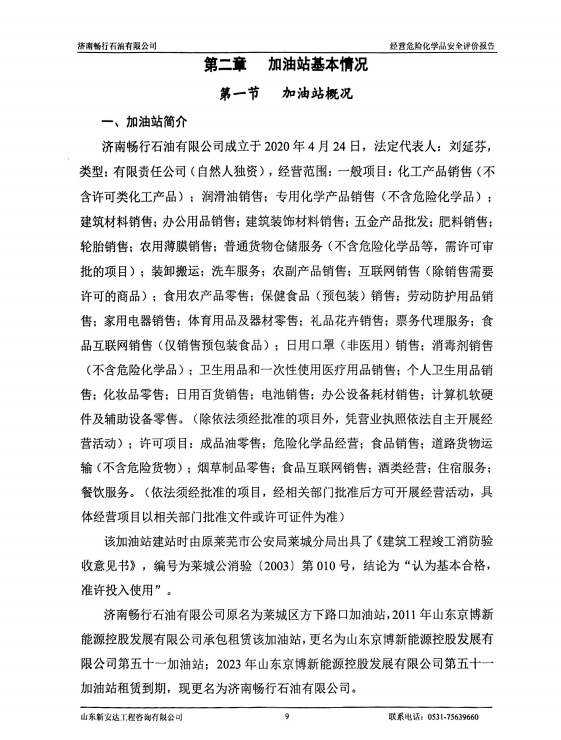 济南畅行石油有限公司 经营危险化学品安全评价报告
第二章 加油站基本情况
第一节 加油站概况
一、加油站简介
济南畅行石油有限公司成立于 2020 年 4 月 24 日，法定代表人：刘延芬，
类型：有限责任公司（自然人独资），经营范围：一般项目：化工产品销售（不
含许可类化工产品）；润滑油销售；专用化学产品销售（不含危险化学品）；
建筑材料销售；办公用品销售；建筑装饰材料销售；五金产品批发；肥料销售；
轮胎销售；农用薄膜销售；普通货物仓储服务（不含危险化学品等，需许可审
批的项目）；装卸搬运；洗车服务；农副产品销售；互联网销售（除销售需要
许可的商品）；食用农产品零售；保健食品（预包装）销售；劳动防护用品销
售；家用电器销售；体育用品及器材零售；礼品花卉销售；票务代理服务；食
品互联网销售（仅销售预包装食品）；日用口罩（非医用）销售；消毒剂销售
（不含危险化学品）；卫生用品和一次性使用医疗用品销售；个人卫生用品销
售；化妆品零售；日用百货销售；电池销售；办公设备耗材销售；计算机软硬
件及辅助设备零售。（除依法须经批准的项目外，凭营业执照依法自主开展经
营活动）；许可项目：成品油零售；危险化学品经营；食品销售；道路货物运
输（不含危险货物）；烟草制品零售；食品互联网销售；酒类经营；住宿服务；
餐饮服务。（依法须经批准的项目，经相关部门批准后方可开展经营活动，具
体经营项目以相关部门批准文件或许可证件为准）
该加油站建站时由原莱芜市公安局莱城分局出具了《建筑工程竣工消防验
收意见书》，编号为莱城公消验〔2003〕第 010 号，结论为“认为基本合格，
准许投入使用”。
济南畅行石油有限公司原名为莱城区方下路口加油站，2011 年山东京博新
能源控股发展有限公司承包租赁该加油站，更名为山东京博新能源控股发展有
限公司第五十一加油站；2023 年山东京博新能源控股发展有限公司第五十一
加油站租赁到期，现更名为济南畅行石油有限公司。
山东新安达工程咨询有限公司 9 联系电话：0531-75639660